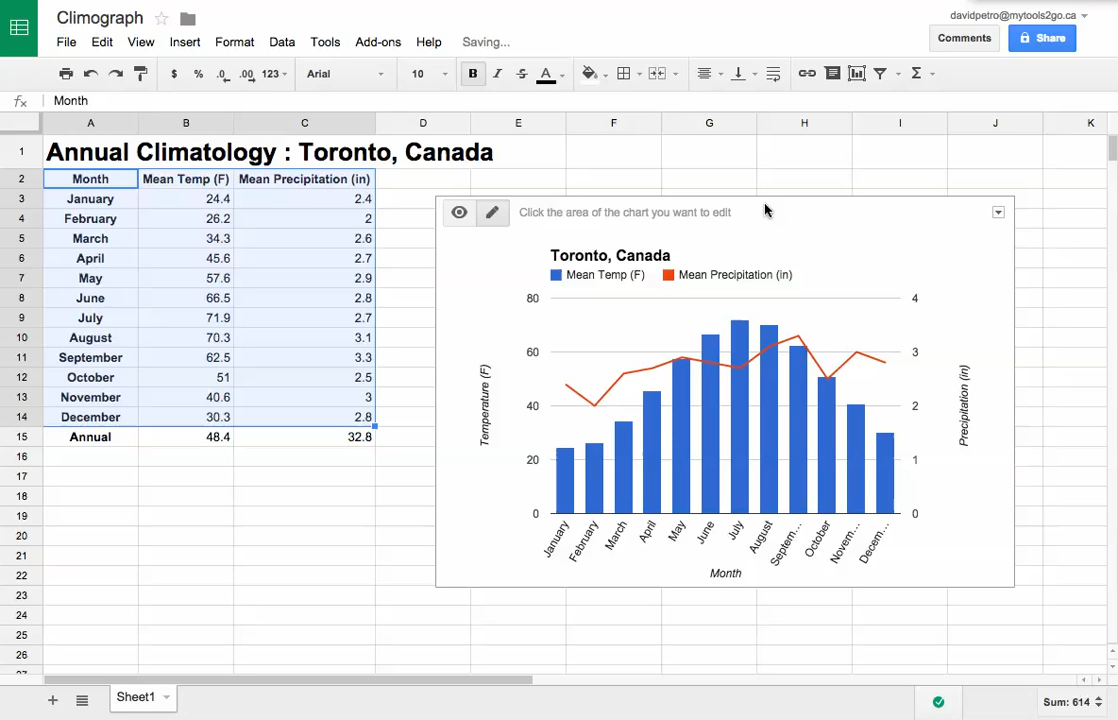 Climograph
davidpetro@mytools2go.ca
File Edit View Insert Format Data Tools Add-ons Help Saving...
Comments Share
$ % .0 .00 123 Arial 10 B I S A Σ
fx Month
A B C D E F G H I J K
1 Annual Climatology : Toronto, Canada
2 Month Mean Temp (F) Mean Precipitation (in)
3 January 24.4 2.4
4 February 26.2 2
5 March 34.3 2.6
6 April 45.6 2.7
7 May 57.6 2.9
8 June 66.5 2.8
9 July 71.9 2.7
10 August 70.3 3.1
11 September 62.5 3.3
12 October 51 2.5
13 November 40.6 3
14 December 30.3 2.8
15 Annual 48.4 32.8
16
17
18
19
20
21
22
23
24
25
26
Click the area of the chart you want to edit
Toronto, Canada
Mean Temp (F) Mean Precipitation (in)
80 4
60 3
40 2
20 1
0 0
Temperature (F)
Precipitation (in)
January February March April May June July August Septem... October Novem... Decem...
Month
+ Sheet1
Sum: 614